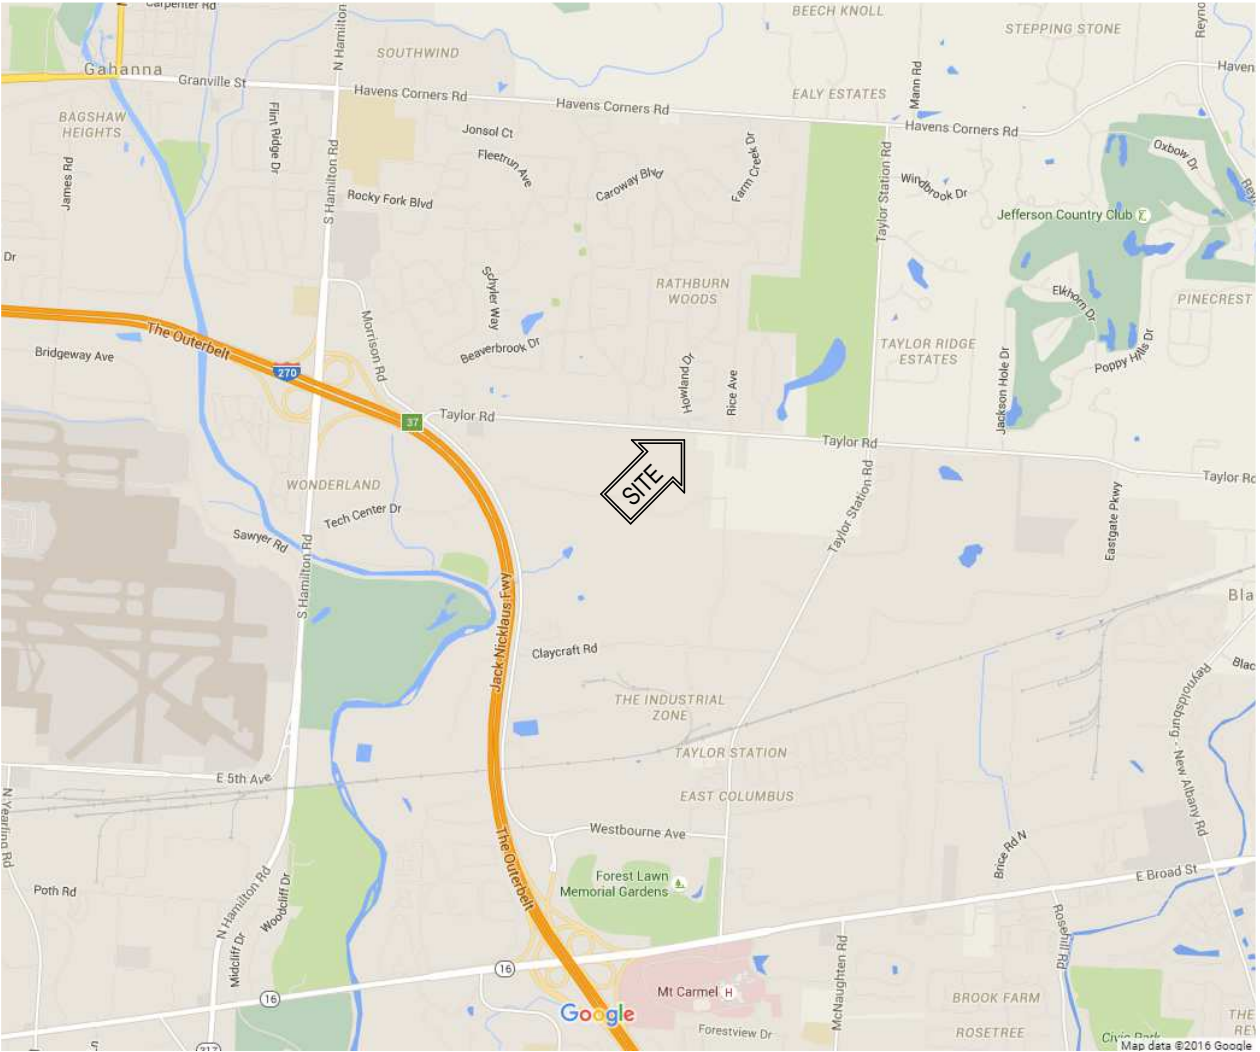 Carpenter Rd
N Hamilton
BEECH KNOLL
STEPPING STONE
Reyno
SOUTHWIND
Gahanna
Granville St
Havens Corners Rd
Havens Corners Rd
Mann Rd
Haven
EALY ESTATES
BAGSHAW
HEIGHTS
Flint Ridge Dr
Jonsol Ct
Fleetrun Ave
Farm Creek Dr
Havens Corners Rd
Oxbow Dr
James Rd
S Hamilton Rd
Rocky Fork Blvd
Caroway Blvd
Taylor Station Rd
Windbrook Dr
Rey
Jefferson Country Club
Dr
Schyler Way
RATHBURN
WOODS
Elkhorn Dr
PINECREST
The Outerbelt
Morrison Rd
Beaverbrook Dr
TAYLOR RIDGE
ESTATES
Poppy Hills Dr
Bridgeway Ave
270
Howland Dr
Rice Ave
Jackson Hole Dr
37
Taylor Rd
Taylor Rd
SITE
Taylor Rd
WONDERLAND
Tech Center Dr
Taylor Station Rd
Eastgate Pkwy
Sawyer Rd
S Hamilton Rd
Jack Nicklaus Fwy
Bla
Claycraft Rd
Blac
THE INDUSTRIAL
ZONE
Reynoldsburg - New Albany Rd
TAYLOR STATION
E 5th Ave
EAST COLUMBUS
N Yearling Rd
Westbourne Ave
The Outerbelt
Brice Rd N
E Broad St
Poth Rd
N Hamilton Rd
Woodcliff Dr
Midcliff Dr
Forest Lawn
Memorial Gardens
Rosehill Rd
McNaughten Rd
16
16
Mt Carmel H
BROOK FARM
Google
Forestview Dr
ROSETREE
Civic Park
THE
REY
S
317
Map data ©2016 Google